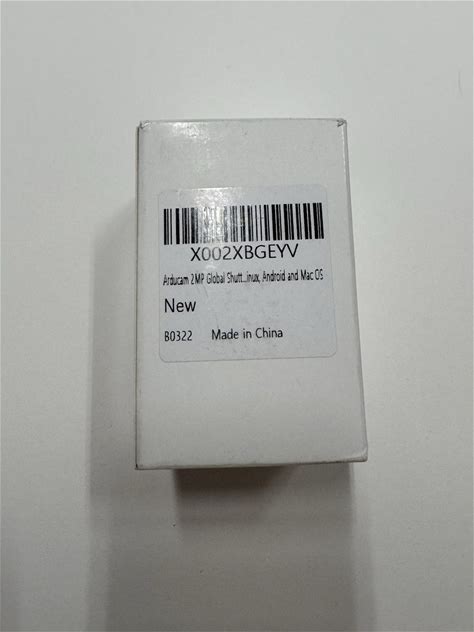 X002XBGEYV
Arducam 2MP Global Shutt...inux, Android and Mac OS
New
B0322 Made in China